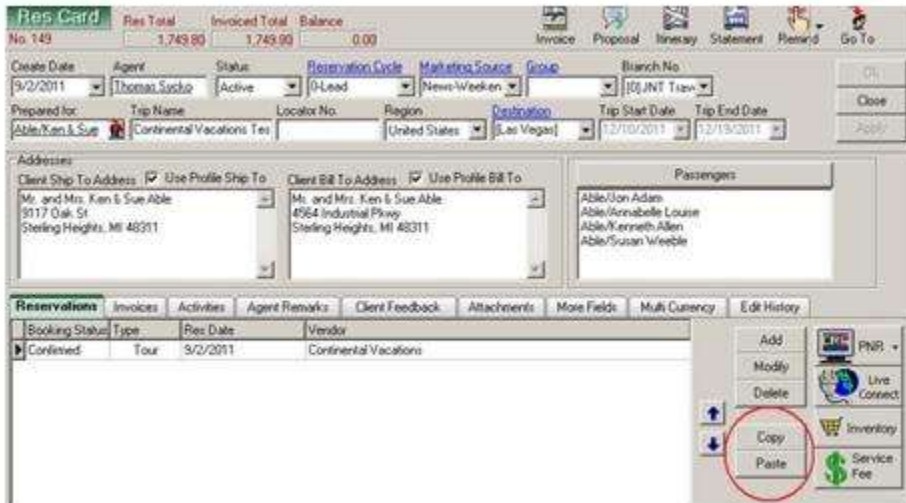 Res Card
Res Total Invoiced Total Balance
No. 149 1,749.80 1,749.80 0.00
Invoice Proposal Itinerary Statement Remind Go To
Create Date Agent Status Reservation Cycle Marketing Source Group Branch No.
9/2/2011 Thomas Sucko Active 0-Lead News-Weeken [0] JNT Trav
OK
Close
Apply
Prepared for: Trip Name Locator No. Region Destination Trip Start Date Trip End Date
Able/Ken & Sue Continental Vacations Tes United States [Las Vegas] 12/10/2011 12/19/2011
Addresses
Client Ship To Address Use Profile Ship To Client Bill To Address Use Profile Bill To Passengers
Mr. and Mrs. Ken & Sue Able
9117 Oak St
Sterling Heights, MI 48311
Mr. and Mrs. Ken & Sue Able
4564 Industrial Pkwy
Sterling Heights, MI 48311
Able/Jon Adam
Able/Annabelle Louise
Able/Kenneth Allen
Able/Susan Weeble
Reservations Invoices Activities Agent Remarks Client Feedback Attachments More Fields Multi Currency Edit History
Booking Status Type Res Date Vendor
Confirmed Tour 9/2/2011 Continental Vacations
Add
Modify
Delete
Copy
Paste
PNR
Live
Connect
Inventory
Service
Fee